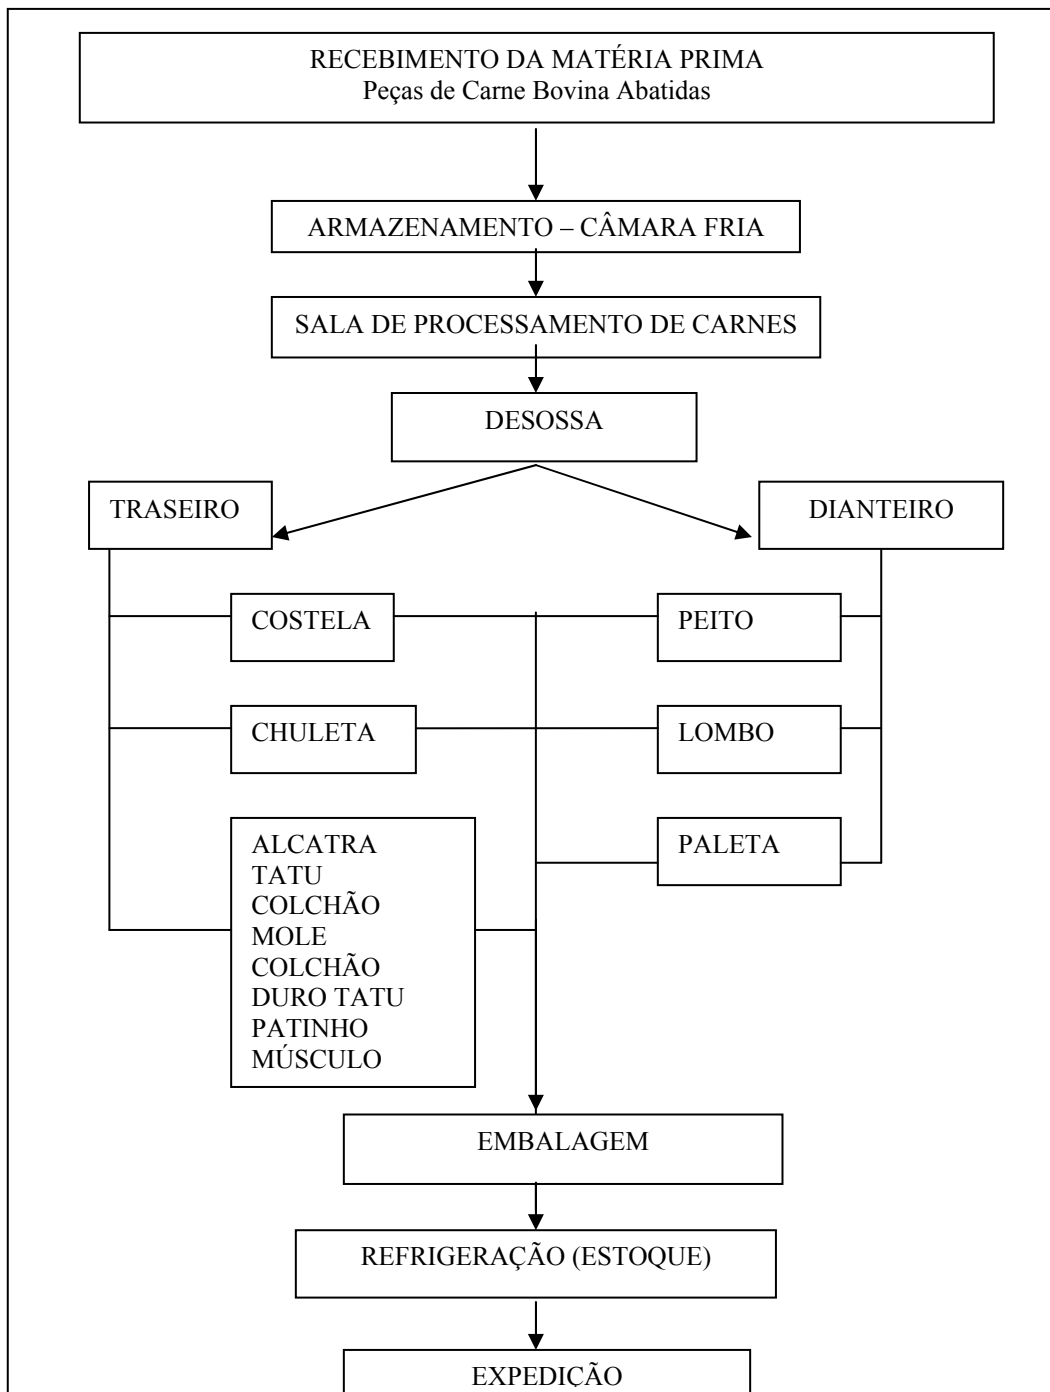 RECEBIMENTO DA MATÉRIA PRIMA
Peças de Carne Bovina Abatidas
ARMAZENAMENTO – CÂMARA FRIA
SALA DE PROCESSAMENTO DE CARNES
DESOSSA
TRASEIRO
DIANTEIRO
COSTELA
PEITO
CHULETA
LOMBO
ALCATRA
TATU
COLCHÃO
MOLE
COLCHÃO
DURO TATU
PATINHO
MÚSCULO
PALETA
EMBALAGEM
REFRIGERAÇÃO (ESTOQUE)
EXPEDIÇÃO